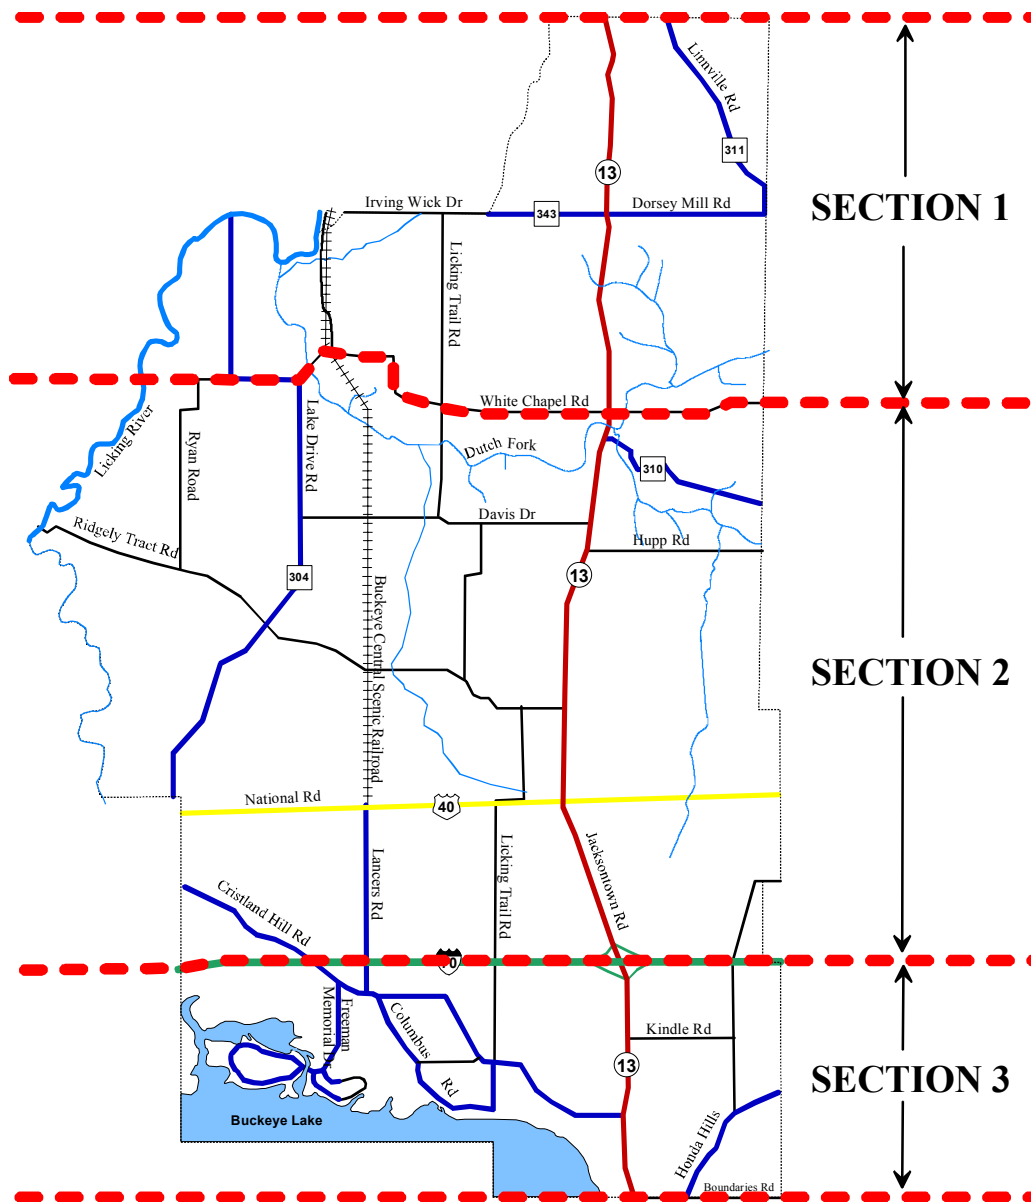 Linnville Rd
311
13
SECTION 1
Irving Wick Dr
343
Dorsey Mill Rd
Licking Trail Rd
White Chapel Rd
Licking River
Ryan Road
Lake Drive Rd
Dutch Fork
310
Davis Dr
Ridgely Tract Rd
Hupp Rd
304
13
Buckeye Central Scenic Railroad
SECTION 2
National Rd
40
Lancers Rd
Licking Trail Rd
Jacksontown Rd
Cristland Hill Rd
70
Freeman
Memorial Dr
Columbus
Rd
Kindle Rd
13
SECTION 3
Buckeye Lake
Honda Hills
Boundaries Rd